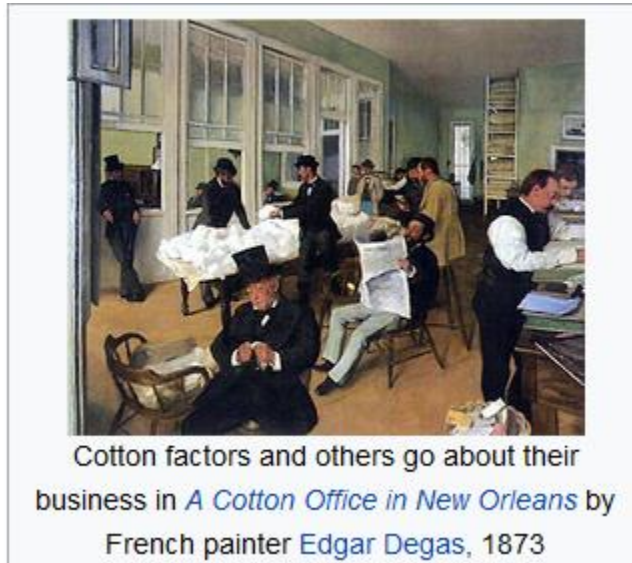 Cotton factors and others go about their
business in A Cotton Office in New Orleans by
French painter Edgar Degas, 1873